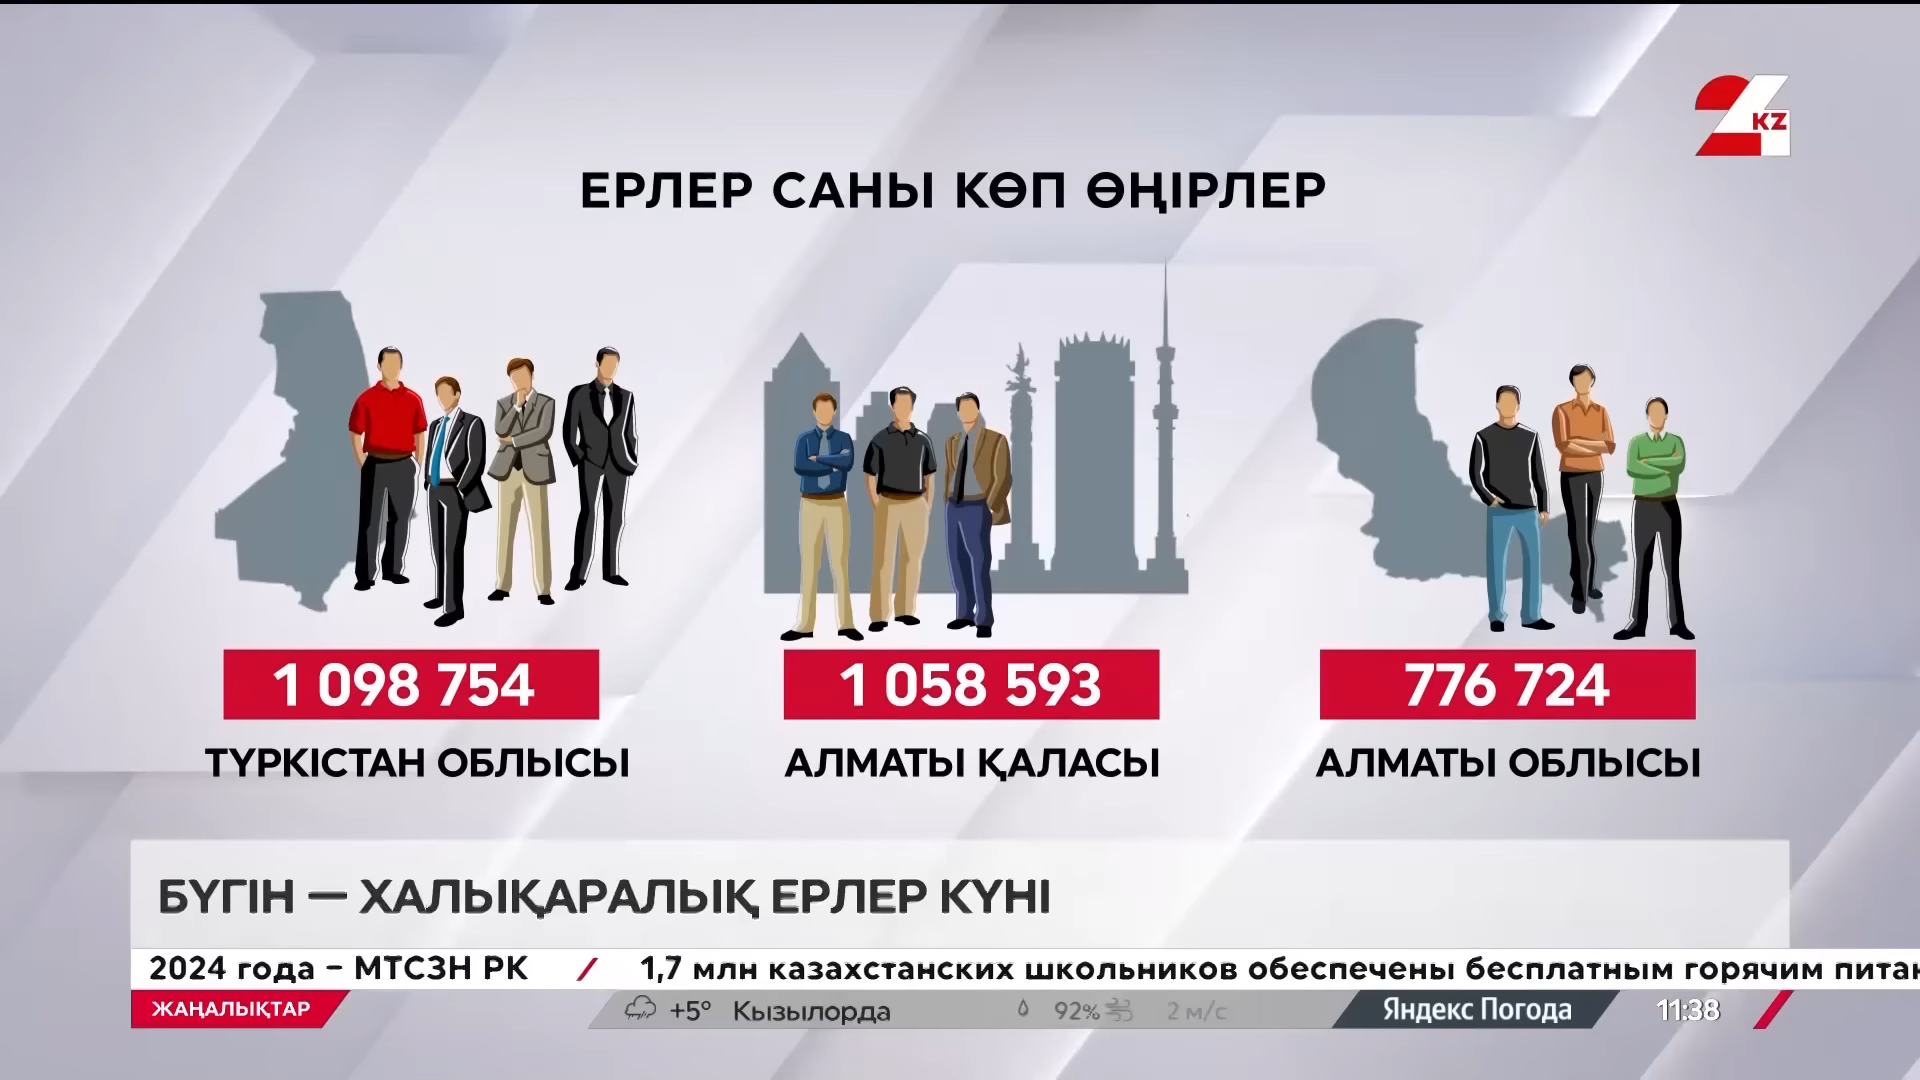 24 KZ
ЕРЛЕР САНЫ КӨП ӨҢІРЛЕР
1 098 754
1 058 593
776 724
ТҮРКІСТАН ОБЛЫСЫ
АЛМАТЫ ҚАЛАСЫ
АЛМАТЫ ОБЛЫСЫ
БҮГІН — ХАЛЫҚАРАЛЫҚ ЕРЛЕР КҮНІ
2024 года – МТСЗН РК / 1,7 млн казахстанских школьников обеспечены бесплатным горячим питан
ЖАҢАЛЫҚТАР +5° Кызылорда 92% 2 м/с Яндекс Погода 11:38